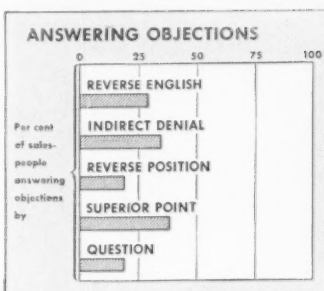 ANSWERING OBJECTIONS
0 25 50 75 100
REVERSE ENGLISH
INDIRECT DENIAL
REVERSE POSITION
SUPERIOR POINT
QUESTION
Per cent
of sales-
people
answering
objections
by